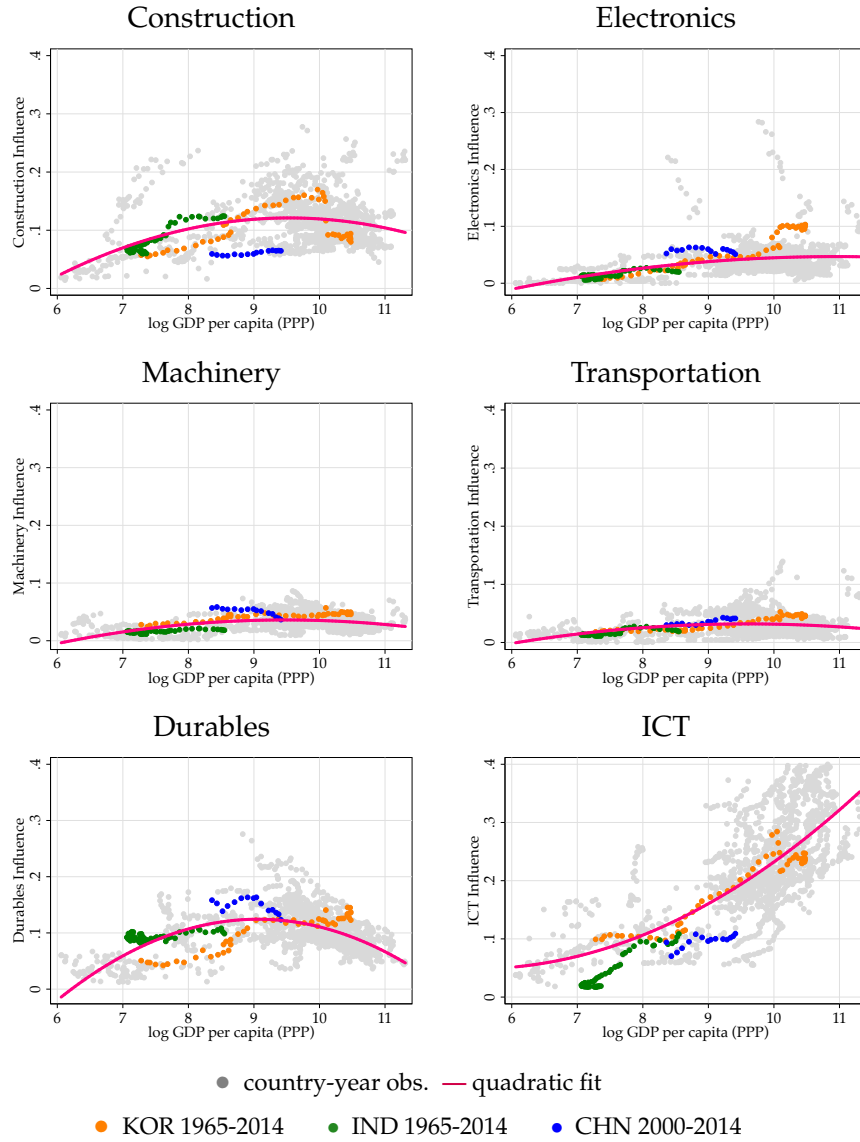 Construction
Electronics
Construction Influence
.4
.3
.2
.1
0
6 7 8 9 10 11
log GDP per capita (PPP)
Electronics Influence
.4
.3
.2
.1
0
6 7 8 9 10 11
log GDP per capita (PPP)
Machinery
Transportation
Machinery Influence
.4
.3
.2
.1
0
6 7 8 9 10 11
log GDP per capita (PPP)
Transportation Influence
.4
.3
.2
.1
0
6 7 8 9 10 11
log GDP per capita (PPP)
Durables
ICT
Durables Influence
.4
.3
.2
.1
0
6 7 8 9 10 11
log GDP per capita (PPP)
ICT Influence
.4
.3
.2
.1
0
6 7 8 9 10 11
log GDP per capita (PPP)
country-year obs. quadratic fit
KOR 1965-2014 IND 1965-2014 CHN 2000-2014